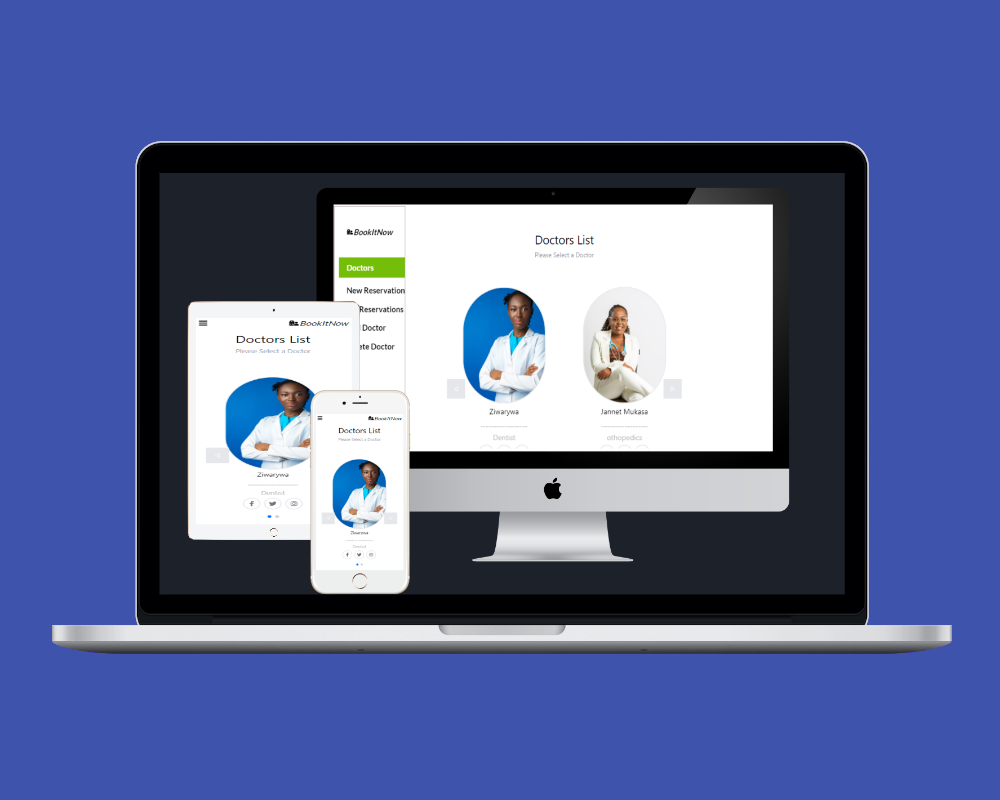 BookItNow
Doctors
New Reservation
Reservations
Doctor
ete Doctor
Doctors List
Please Select a Doctor
<
>
Ziwarywa
Dentist
Jannet Mukasa
othopedics
BookItNow
Doctors List
Please Select a Doctor
<
Ziwarywa
Dentist
BookItNow
Doctors List
Please Select a Doctor
Ziwarywa
Dentist